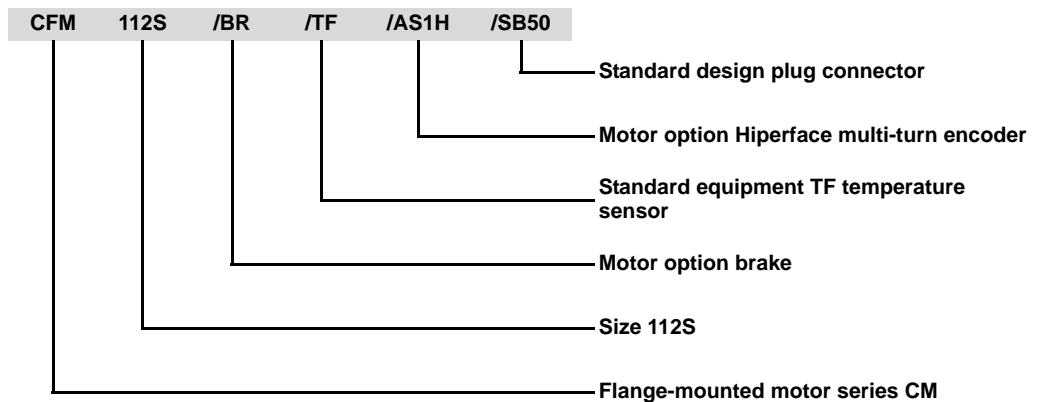 CFM 112S /BR /TF /AS1H /SB50
Standard design plug connector
Motor option Hiperface multi-turn encoder
Standard equipment TF temperature
sensor
Motor option brake
Size 112S
Flange-mounted motor series CM